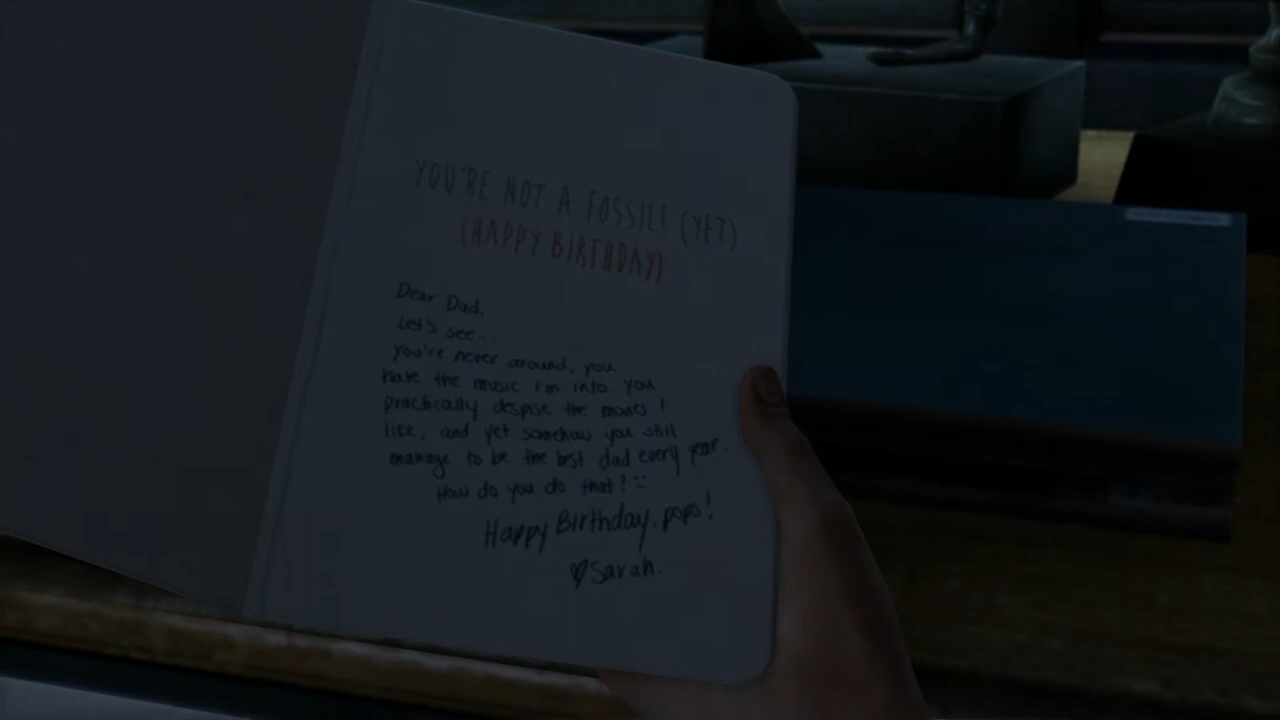 YOU'RE NOT A FOSSIL! (YET)
(HAPPY BIRTHDAY)
Dear Dad,
Let's see...
You're never around, you
hate the music i'm into. you
practically despise the movies i
like, and yet somehow you still
manage to be the best dad every year.
How do you do that? :)
Happy Birthday, pops!
♡Sarah.